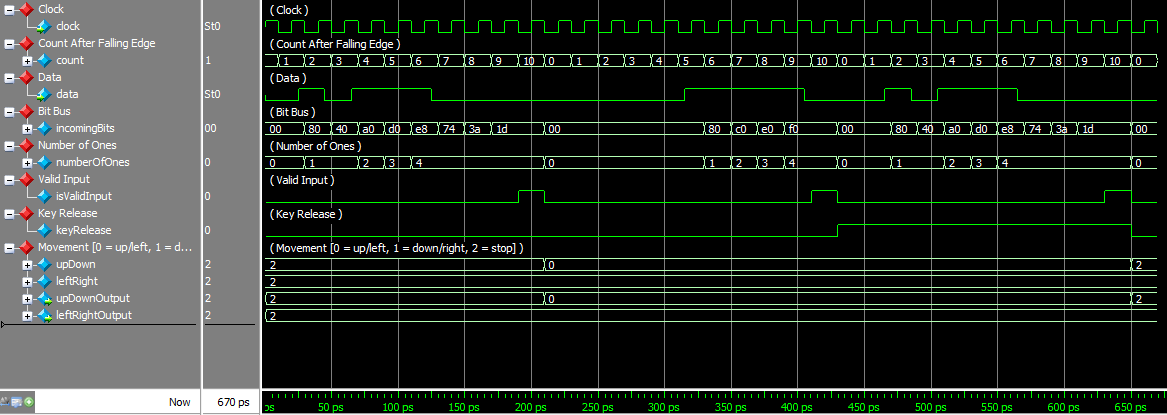 Clock ( Clock )
clock St0
Count After Falling Edge ( Count After Falling Edge )
count 1 1 2 3 4 5 6 7 8 9 10 0 1 2 3 4 5 6 7 8 9 10 0 1 2 3 4 5 6 7 8 9 10 0
Data ( Data )
data St0
Bit Bus ( Bit Bus )
incomingBits 00 00 80 40 a0 d0 e8 74 3a 1d 00 80 c0 e0 f0 00 80 40 a0 d0 e8 74 3a 1d 00
Number of Ones ( Number of Ones )
numberOfOnes 0 0 1 2 3 4 0 1 2 3 4 0 1 2 3 4 0
Valid Input ( Valid Input )
isValidInput 0
Key Release ( Key Release )
keyRelease 0
Movement [0 = up/left, 1 = d... ( Movement [0 = up/left, 1 = down/right, 2 = stop] )
upDown 2 2 0 2
leftRight 2 2
upDownOutput 2 2 0 2
leftRightOutput 2 2
Now 670 ps ps 50 ps 100 ps 150 ps 200 ps 250 ps 300 ps 350 ps 400 ps 450 ps 500 ps 550 ps 600 ps 650 ps